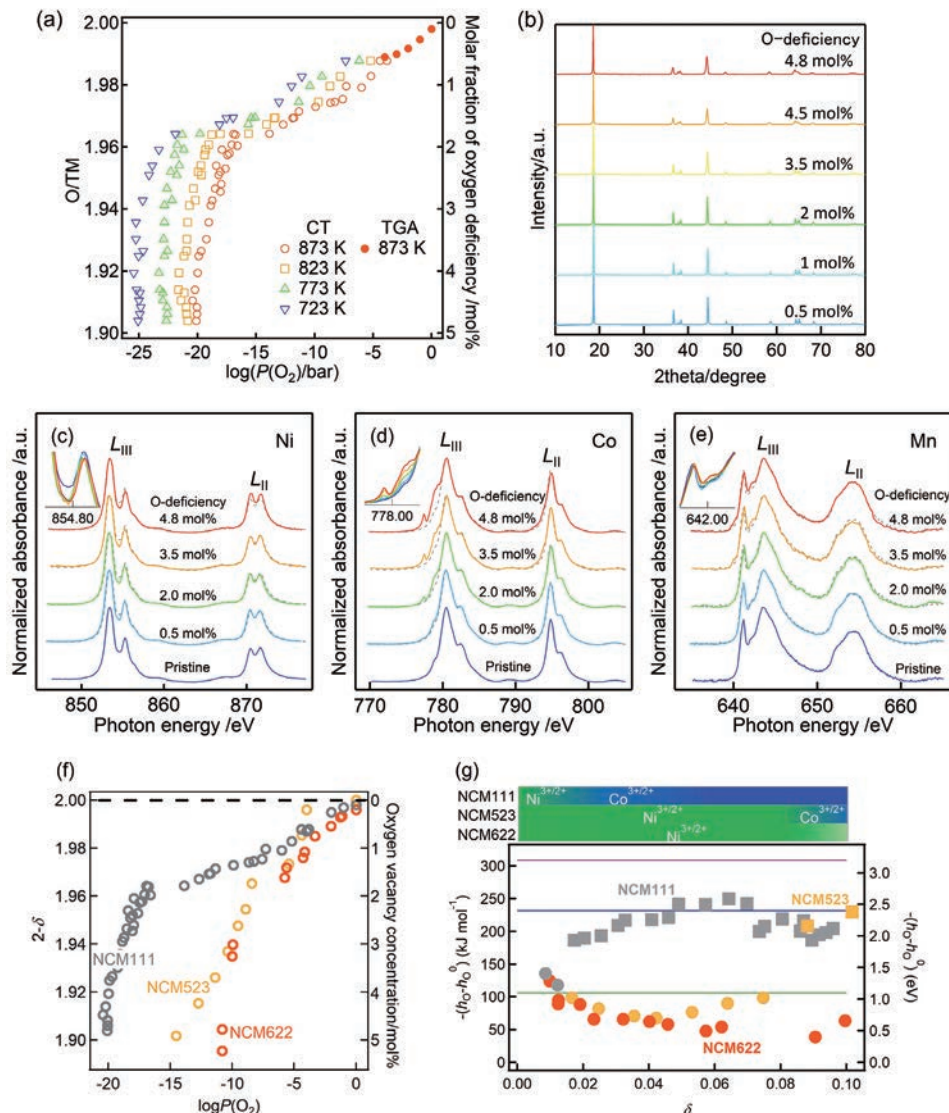 (a)
2.00
1.98
1.96
1.94
1.92
1.90
O/TM
0
1
2
3
4
5
Molar fraction of oxygen deficiency /mol%
CT
873 K
823 K
773 K
723 K
TGA
873 K
-25
-20
-15
-10
-5
0
log(P(O2)/bar)
(b)
O-deficiency
4.8 mol%
4.5 mol%
3.5 mol%
2 mol%
1 mol%
0.5 mol%
Intensity/a.u.
10
20
30
40
50
60
70
80
2theta/degree
(c)
Ni
LIII
LII
854.80
O-deficiency
4.8 mol%
3.5 mol%
2.0 mol%
0.5 mol%
Pristine
Normalized absorbance /a.u.
850
860
870
Photon energy /eV
(d)
Co
LIII
LII
778.00
O-deficiency
4.8 mol%
3.5 mol%
2.0 mol%
0.5 mol%
Pristine
Normalized absorbance /a.u.
770
780
790
800
Photon energy /eV
(e)
Mn
LIII
LII
642.00
O-deficiency
4.8 mol%
3.5 mol%
2.0 mol%
0.5 mol%
Pristine
Normalized absorbance /a.u.
640
650
660
Photon energy /eV
(f)
2.00
1.98
1.96
1.94
1.92
1.90
2-δ
0
1
2
3
4
5
Oxygen vacancy concentration/mol%
NCM111
NCM523
NCM622
-20
-15
-10
-5
0
logP(O2)
(g)
NCM111
NCM523
NCM622
Ni3+/2+
Co3+/2+
Ni3+/2+
Co3+/2+
Ni3+/2+
300
250
200
150
100
50
0
-(hO-hO0) (kJ mol-1)
NCM111
NCM523
NCM622
3.0
2.5
2.0
1.5
1.0
0.5
0.0
-(hO-hO0) (eV)
0.00
0.02
0.04
0.06
0.08
0.10
δ